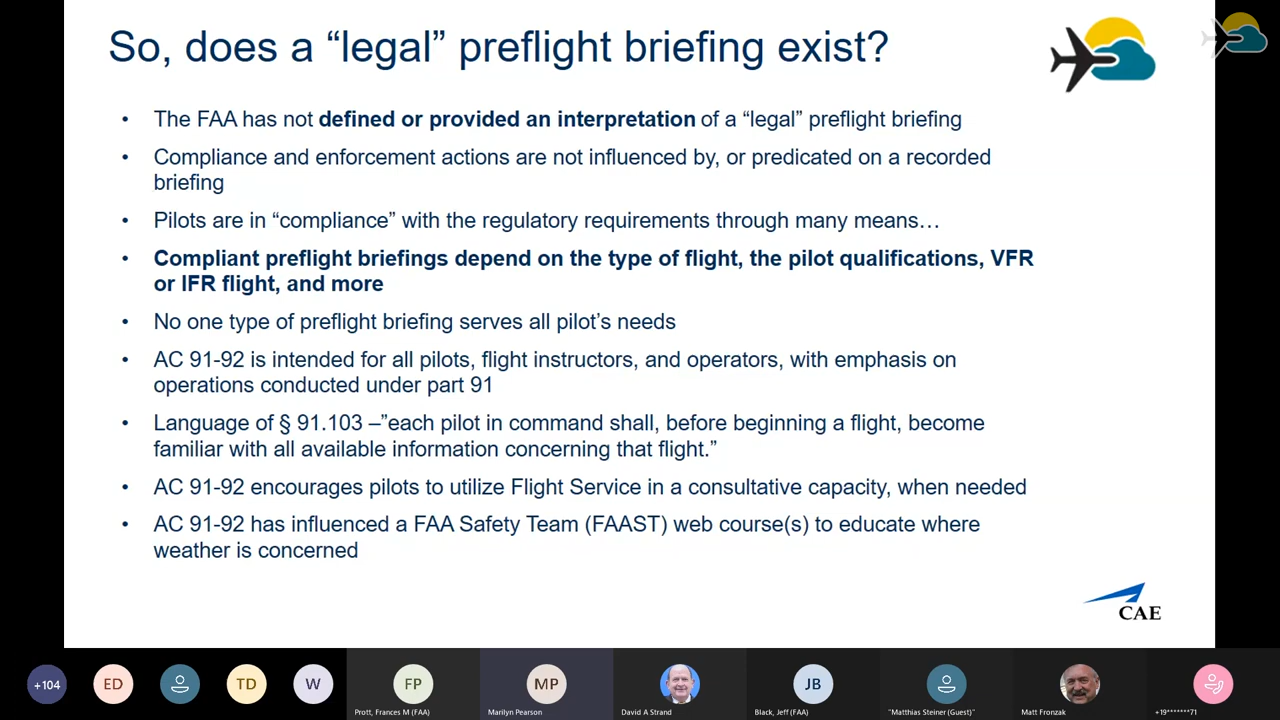 So, does a “legal” preflight briefing exist?
• The FAA has not defined or provided an interpretation of a “legal” preflight briefing
• Compliance and enforcement actions are not influenced by, or predicated on a recorded
briefing
• Pilots are in “compliance” with the regulatory requirements through many means…
• Compliant preflight briefings depend on the type of flight, the pilot qualifications, VFR
or IFR flight, and more
• No one type of preflight briefing serves all pilot’s needs
• AC 91-92 is intended for all pilots, flight instructors, and operators, with emphasis on
operations conducted under part 91
• Language of § 91.103 –”each pilot in command shall, before beginning a flight, become
familiar with all available information concerning that flight.”
• AC 91-92 encourages pilots to utilize Flight Service in a consultative capacity, when needed
• AC 91-92 has influenced a FAA Safety Team (FAAST) web course(s) to educate where
weather is concerned
CAE
+104
ED
TD
W
FP
MP
JB
Prott, Frances M (FAA)
Marilyn Pearson
David A Strand
Black, Jeff (FAA)
"Matthias Steiner (Guest)"
Matt Fronzak
+19*******71